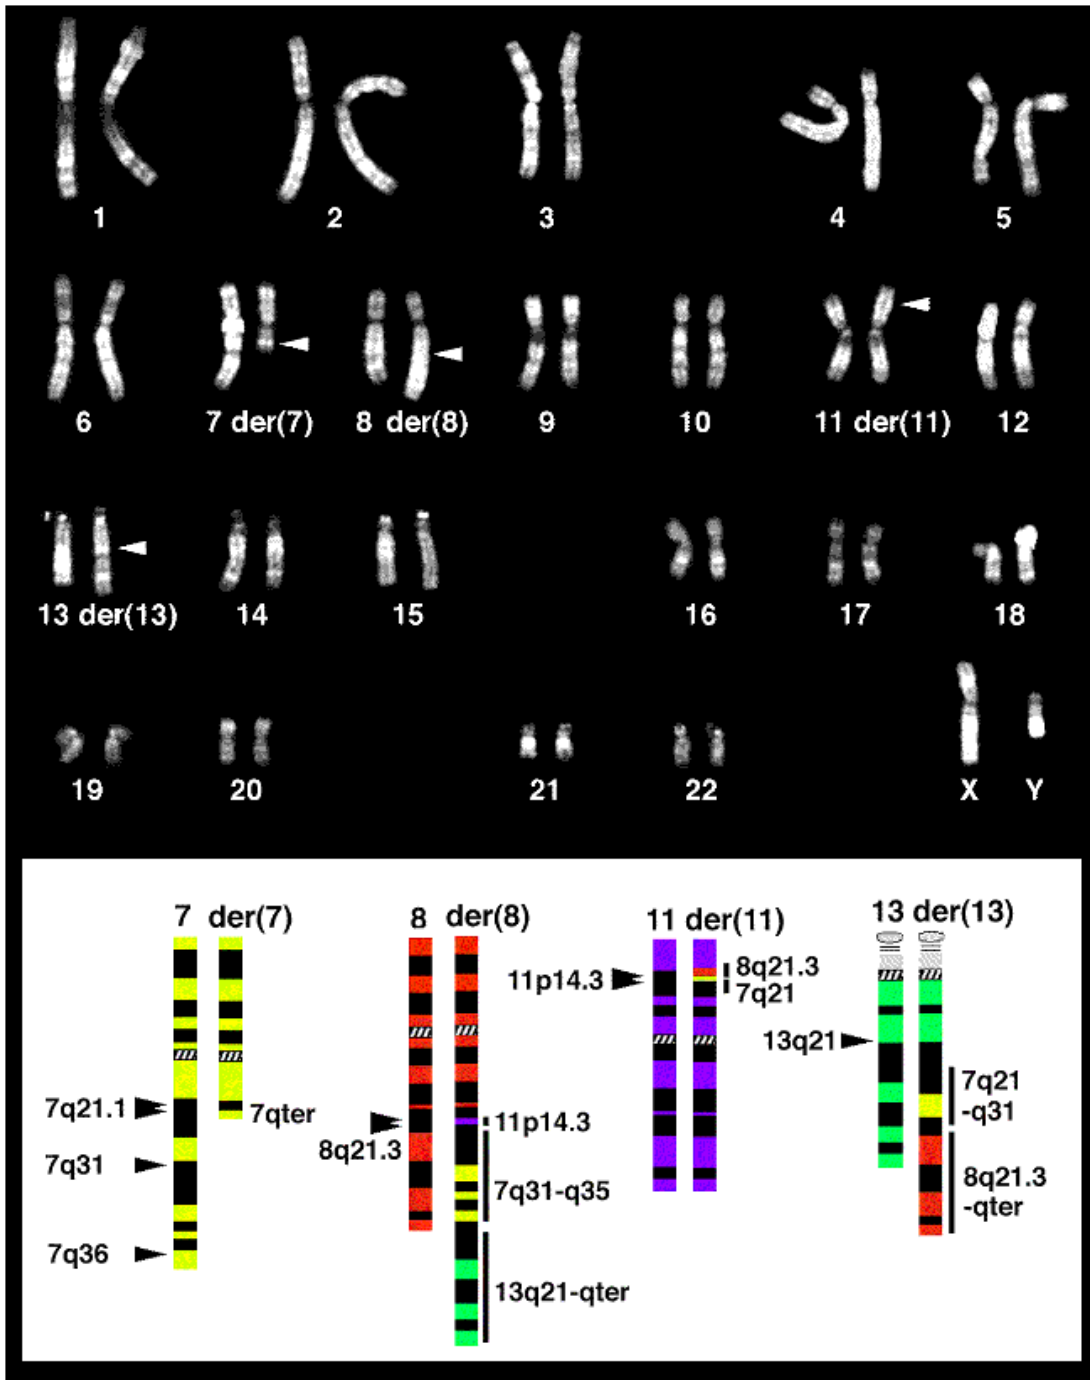 1 2 3 4 5
6 7 der(7) 8 der(8) 9 10 11 der(11) 12
13 der(13) 14 15 16 17 18
19 20 21 22 X Y
7 der(7) 8 der(8) 11 der(11) 13 der(13)
7q21.1
7q31
7q36
7qter
8q21.3
11p14.3
7q31-q35
13q21-qter
11p14.3
8q21.3
7q21
13q21
7q21
-q31
8q21.3
-qter